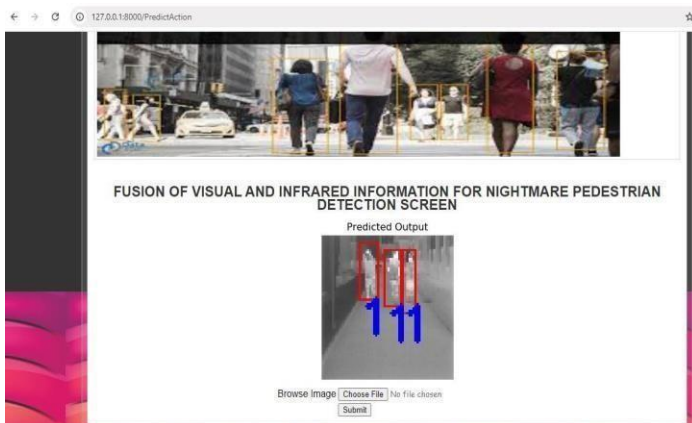 127.0.0.1:8000/PredictAction
FUSION OF VISUAL AND INFRARED INFORMATION FOR NIGHTMARE PEDESTRIAN
DETECTION SCREEN
Predicted Output
1 1 1
Browse Image Choose File No file chosen
Submit